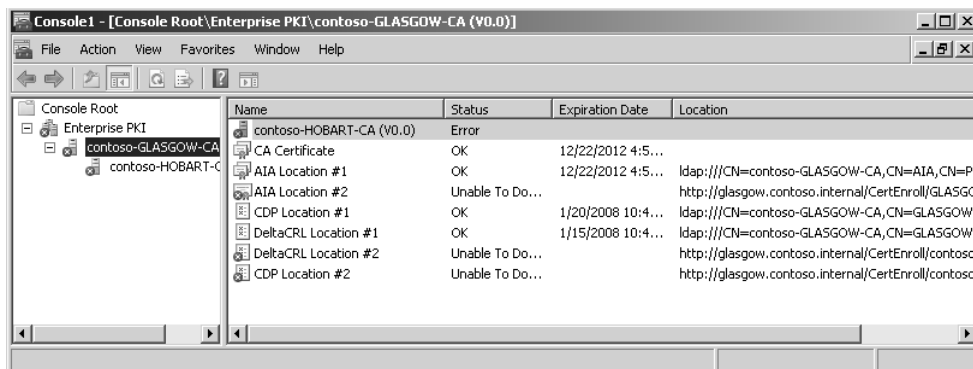 Console1 - [Console Root\Enterprise PKI\contoso-GLASGOW-CA (V0.0)]
File Action View Favorites Window Help
Console Root
Enterprise PKI
contoso-GLASGOW-CA
contoso-HOBART-C
Name Status Expiration Date Location
contoso-HOBART-CA (V0.0) Error
CA Certificate OK 12/22/2012 4:5...
AIA Location #1 OK 12/22/2012 4:5... ldap:///CN=contoso-GLASGOW-CA,CN=AIA,CN=P
AIA Location #2 Unable To Do... http://glasgow.contoso.internal/CertEnroll/GLASGO
CDP Location #1 OK 1/20/2008 10:4... ldap:///CN=contoso-GLASGOW-CA,CN=GLASGOW
DeltaCRL Location #1 OK 1/15/2008 10:4... ldap:///CN=contoso-GLASGOW-CA,CN=GLASGOW
DeltaCRL Location #2 Unable To Do... http://glasgow.contoso.internal/CertEnroll/contoso
CDP Location #2 Unable To Do... http://glasgow.contoso.internal/CertEnroll/contoso